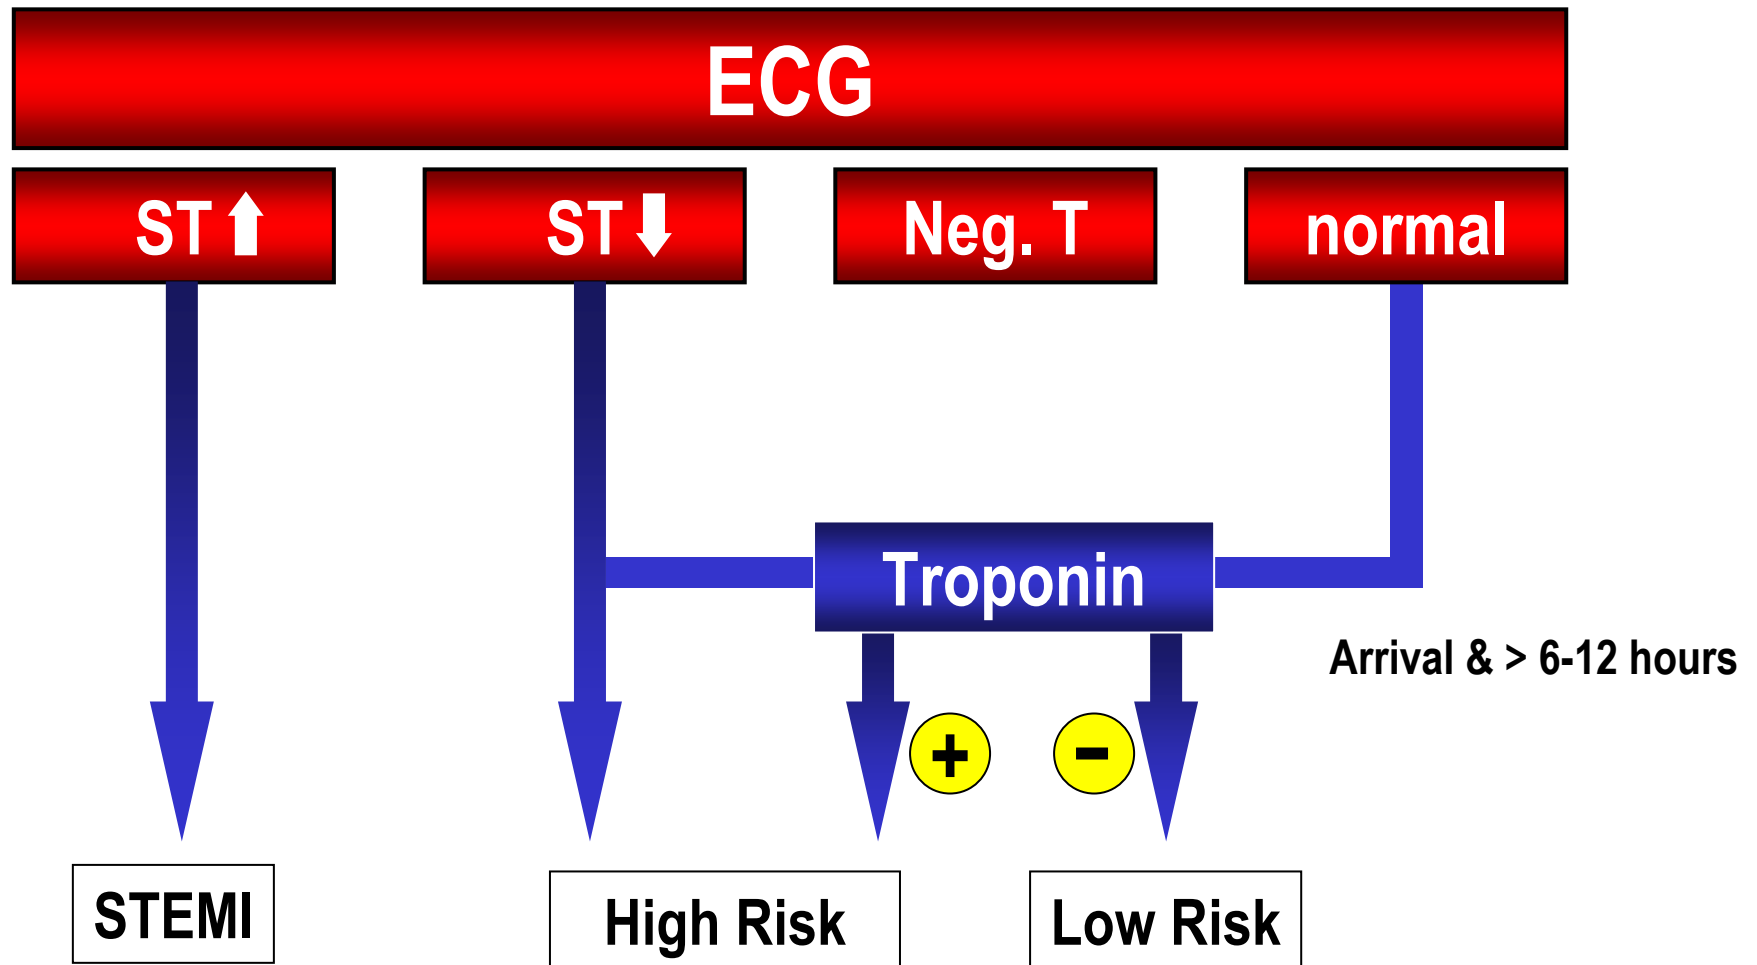 ECG
ST
ST
Neg. T
normal
Troponin
Arrival & > 6-12 hours
+
-
STEMI
High Risk
Low Risk